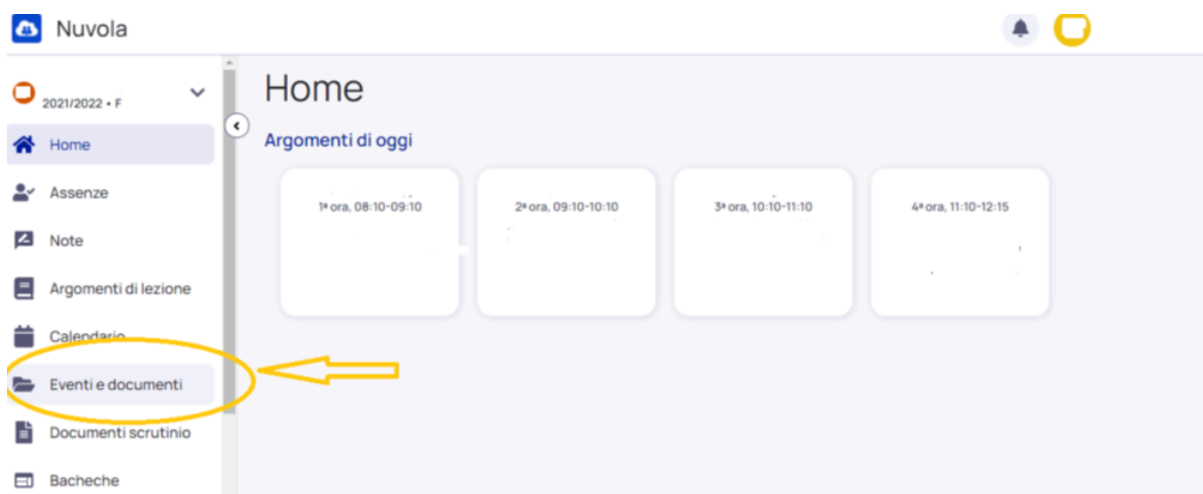 Nuvola
2021/2022 • F
Home
Assenze
Note
Argomenti di lezione
Calendario
Eventi e documenti
Documenti scrutinio
Bacheche
Home
Argomenti di oggi
1ª ora, 08:10-09:10
2ª ora, 09:10-10:10
3ª ora, 10:10-11:10
4ª ora, 11:10-12:15